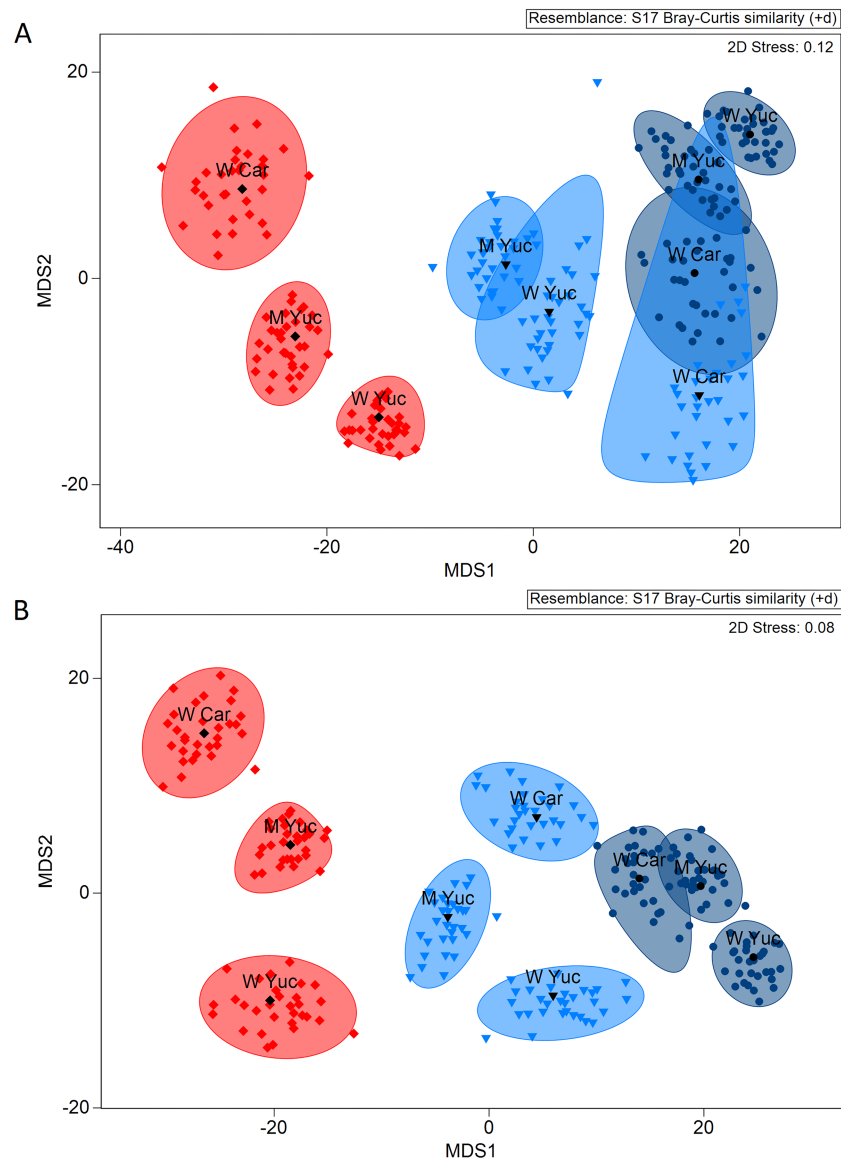 A
Resemblance: S17 Bray-Curtis similarity (+d)
2D Stress: 0.12
20
0
-20
MDS2
W Car
M Yuc
W Yuc
M Yuc
W Yuc
W Yuc
M Yuc
W Car
W Car
-40
-20
0
20
MDS1
B
Resemblance: S17 Bray-Curtis similarity (+d)
2D Stress: 0.08
20
0
-20
MDS2
W Car
M Yuc
W Yuc
W Car
M Yuc
W Yuc
W Car
M Yuc
W Yuc
-20
0
20
MDS1